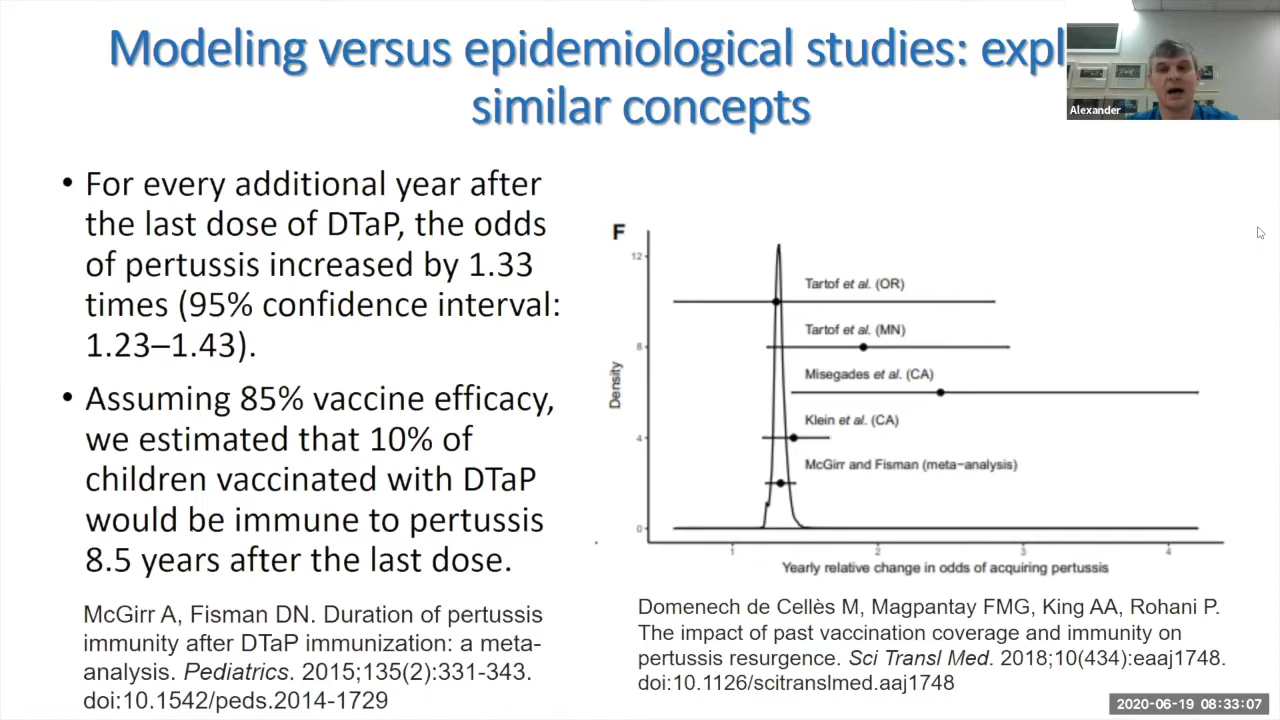 Modeling versus epidemiological studies: expl
similar concepts
Alexander
• For every additional year after
the last dose of DTaP, the odds
of pertussis increased by 1.33
times (95% confidence interval:
1.23–1.43).
• Assuming 85% vaccine efficacy,
we estimated that 10% of
children vaccinated with DTaP
would be immune to pertussis
8.5 years after the last dose.
McGirr A, Fisman DN. Duration of pertussis
immunity after DTaP immunization: a meta-
analysis. Pediatrics. 2015;135(2):331-343.
doi:10.1542/peds.2014-1729
F
12
8
4
0
Density
Tartof et al. (OR)
Tartof et al. (MN)
Misegades et al. (CA)
Klein et al. (CA)
McGirr and Fisman (meta−analysis)
1 2 3 4
Yearly relative change in odds of acquiring pertussis
Domenech de Cellès M, Magpantay FMG, King AA, Rohani P.
The impact of past vaccination coverage and immunity on
pertussis resurgence. Sci Transl Med. 2018;10(434):eaaj1748.
doi:10.1126/scitranslmed.aaj1748
2020-06-19 08:33:07